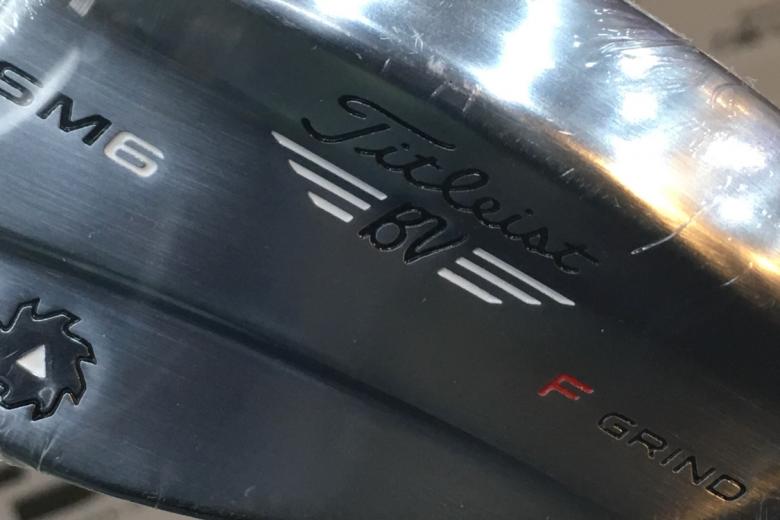 SM6
Titleist
BV
F GRIND